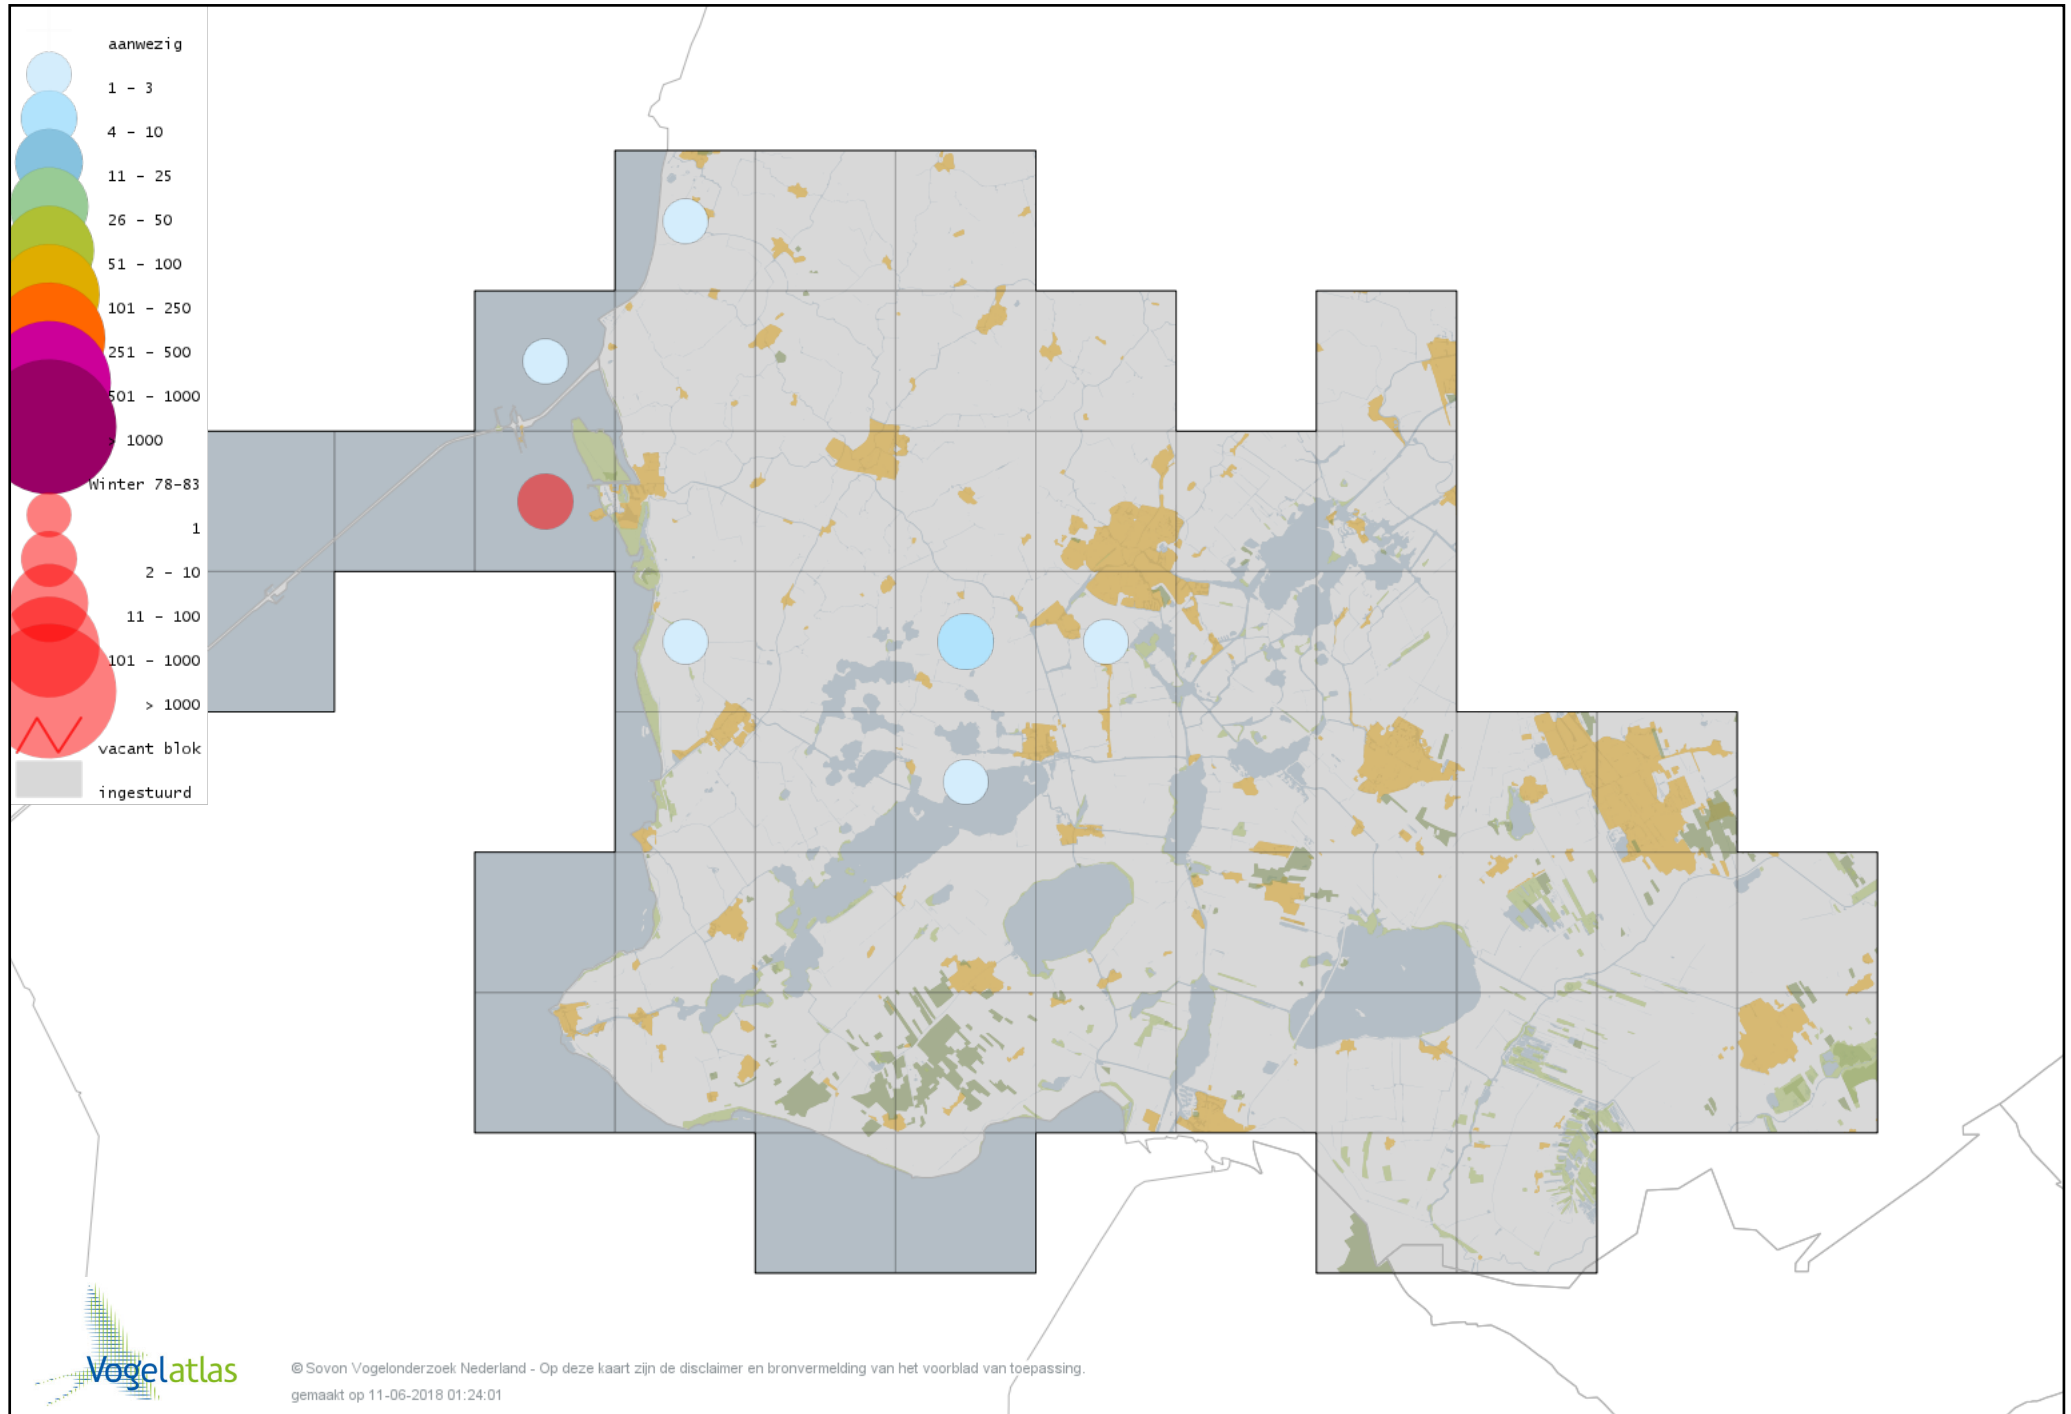 aanwezig
1 - 3
4 - 10
11 - 25
26 - 50
51 - 100
101 - 250
251 - 500
501 - 1000
> 1000
Winter 78-83
1
2 - 10
11 - 100
101 - 1000
> 1000
vacant blok
ingestuurd
Vogelatlas
© Sovon Vogelonderzoek Nederland - Op deze kaart zijn de disclaimer en bronvermelding van het voorblad van toepassing.
gemaakt op 11-06-2018 01:24:01